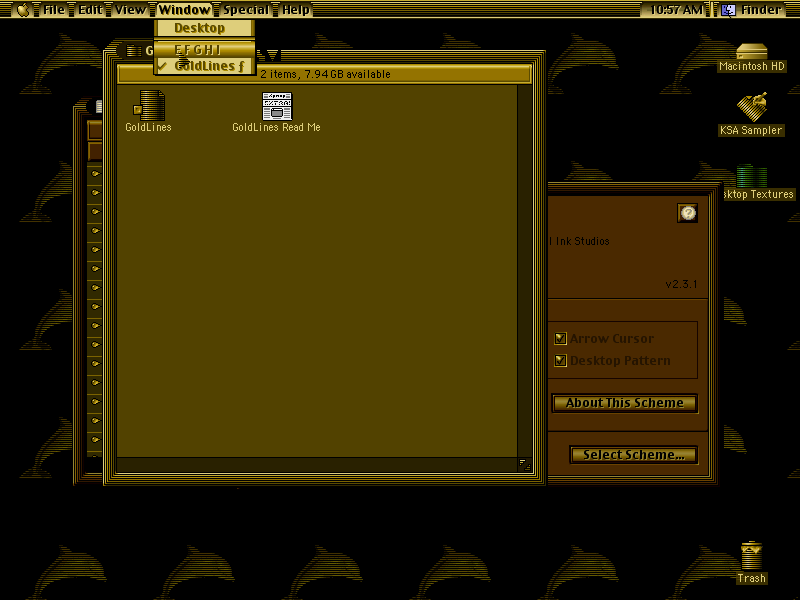 File Edit View Window Special Help 10:57 AM Finder
Desktop
E F G H I
✓ GoldLines ƒ
2 items, 7.94 GB available
GoldLines
GoldLines Read Me
Macintosh HD
KSA Sampler
ktop Textures
Ink Studios
v2.3.1
Arrow Cursor
Desktop Pattern
About This Scheme
Select Scheme...
Trash